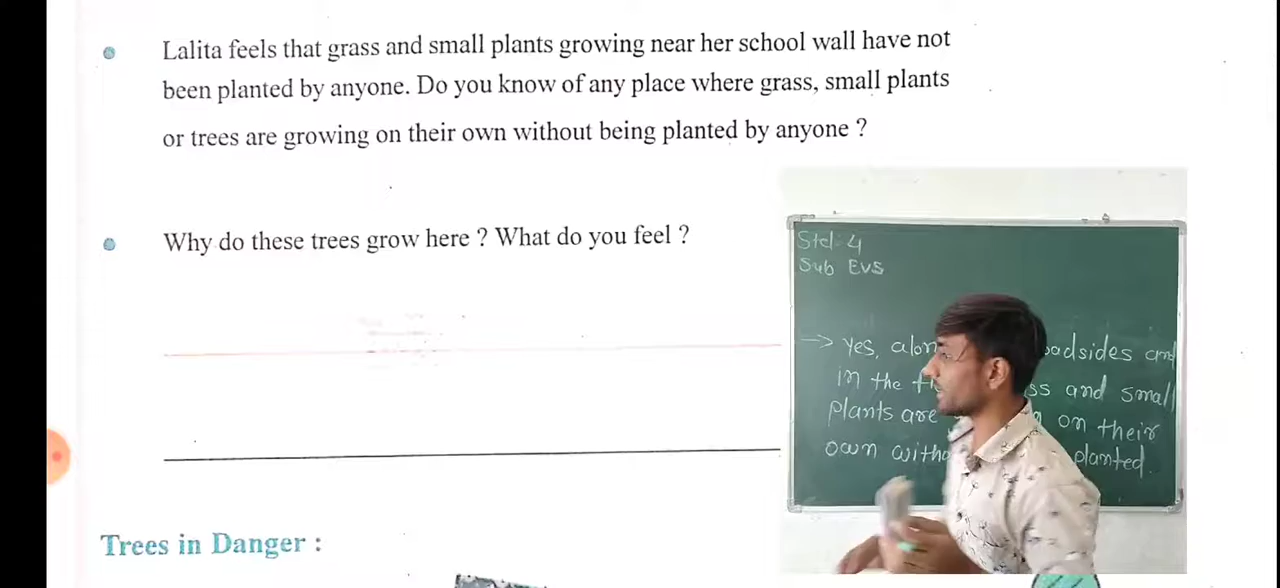 Lalita feels that grass and small plants growing near her school wall have not
been planted by anyone. Do you know of any place where grass, small plants
or trees are growing on their own without being planted by anyone ?
Why do these trees grow here ? What do you feel ?
Std: 4
Sub EVS
→ Yes, and
in the and small
plants are on their
own planted.
Trees in Danger :